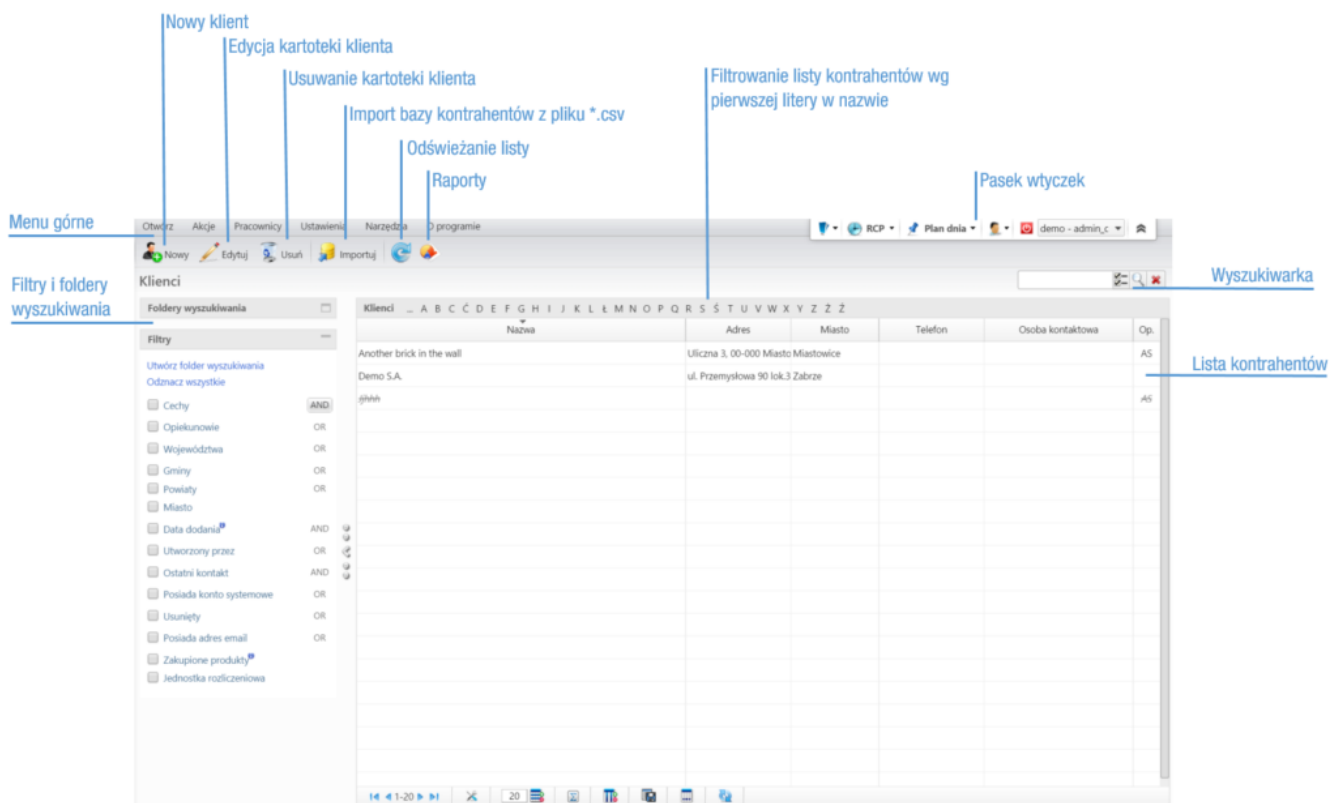 Nowy klient
Edycja kartoteki klienta
Usuwanie kartoteki klienta
Filtrowanie listy kontrahentów wg
pierwszej litery w nazwie
Import bazy kontrahentów z pliku *.csv
Odświeżanie listy
Raporty
Pasek wtyczek
Menu górne
Otwórz Akcje Pracownicy Ustawienia Narzędzia O programie
RCP Plan dnia demo - admin_c
Nowy Edytuj Usuń Importuj
Klienci
Wyszukiwarka
Filtry i foldery
wyszukiwania
Foldery wyszukiwania
Klienci ... A B C Ć D E F G H I J K L Ł M N O P Q R S Ś T U V W X Y Z Ż Ź
Nazwa Adres Miasto Telefon Osoba kontaktowa Op.
Filtry
Another brick in the wall Uliczna 3, 00-000 Miasto Miastowice AS
Lista kontrahentów
Utwórz folder wyszukiwania
Odznacz wszystkie
Demo S.A. ul. Przemysłowa 90 lok.3 Zabrze
AS
Cechy AND
Opiekunowie OR
Województwa OR
Gminy OR
Powiaty OR
Miasto
Data dodania AND
Utworzony przez OR
Ostatni kontakt AND
Posiada konto systemowe OR
Usunięty OR
Posiada adres email OR
Zakupione produkty
Jednostka rozliczeniowa
1-20 20